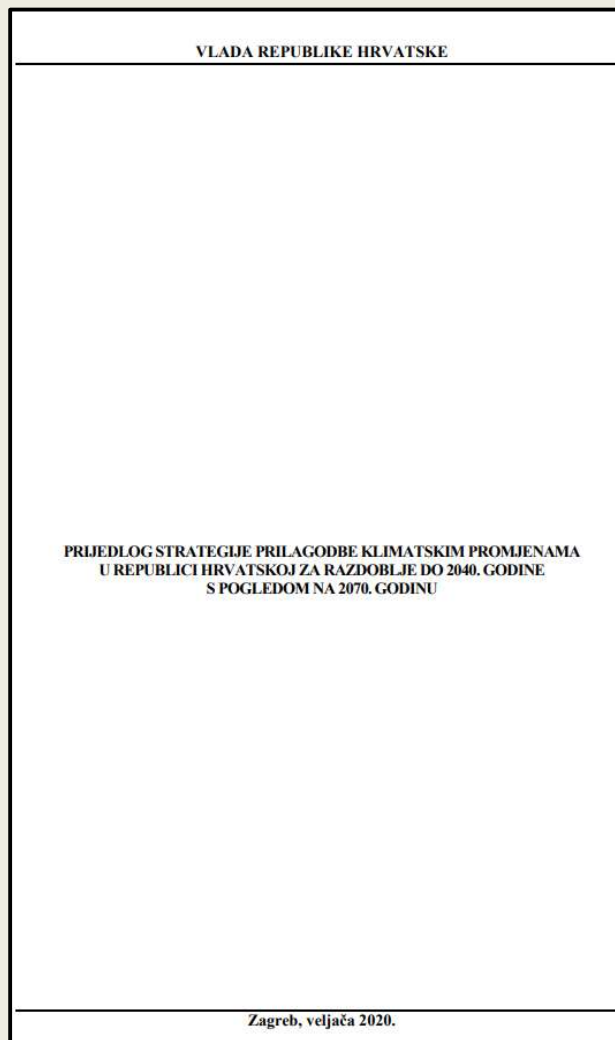 VLADA REPUBLIKE HRVATSKE
PRIJEDLOG STRATEGIJE PRILAGODBE KLIMATSKIM PROMJENAMA
U REPUBLICI HRVATSKOJ ZA RAZDOBLJE DO 2040. GODINE
S POGLEDOM NA 2070. GODINU
Zagreb, veljača 2020.